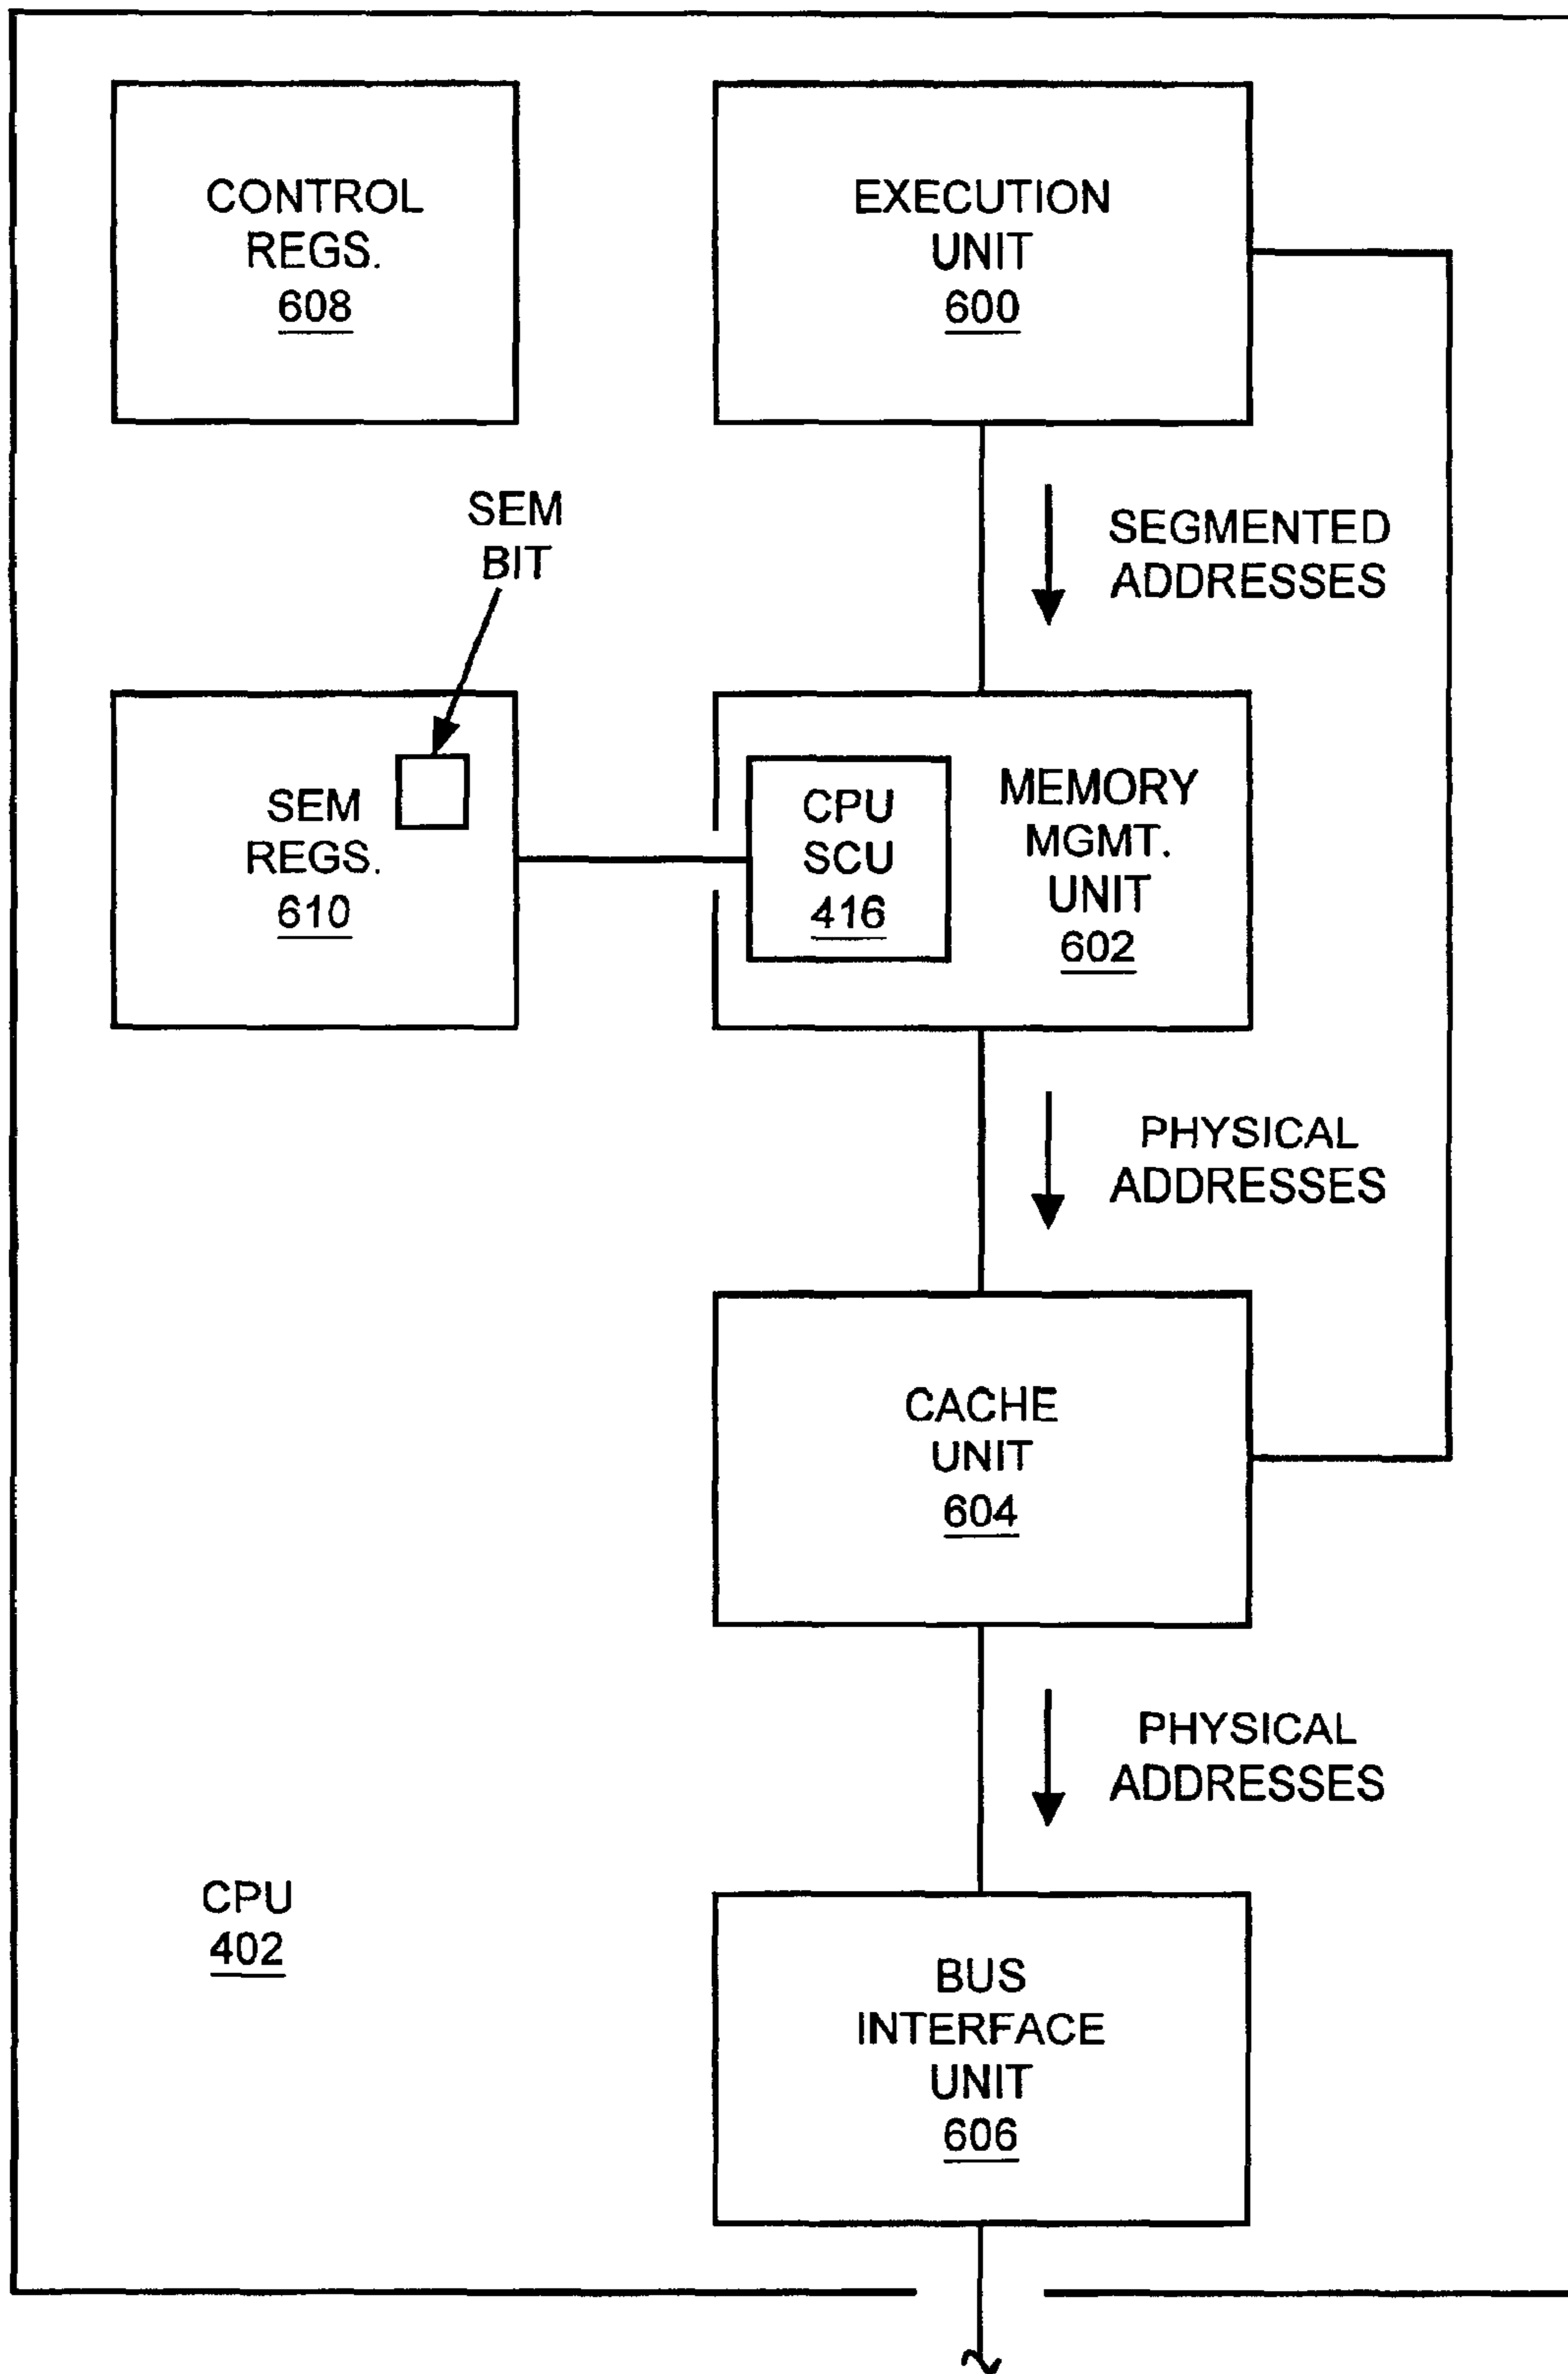 CONTROL
REGS.
608
EXECUTION
UNIT
600
SEM
BIT
SEGMENTED
ADDRESSES
SEM
REGS.
610
CPU
SCU
416
MEMORY
MGMT.
UNIT
602
PHYSICAL
ADDRESSES
CACHE
UNIT
604
PHYSICAL
ADDRESSES
CPU
402
BUS
INTERFACE
UNIT
606